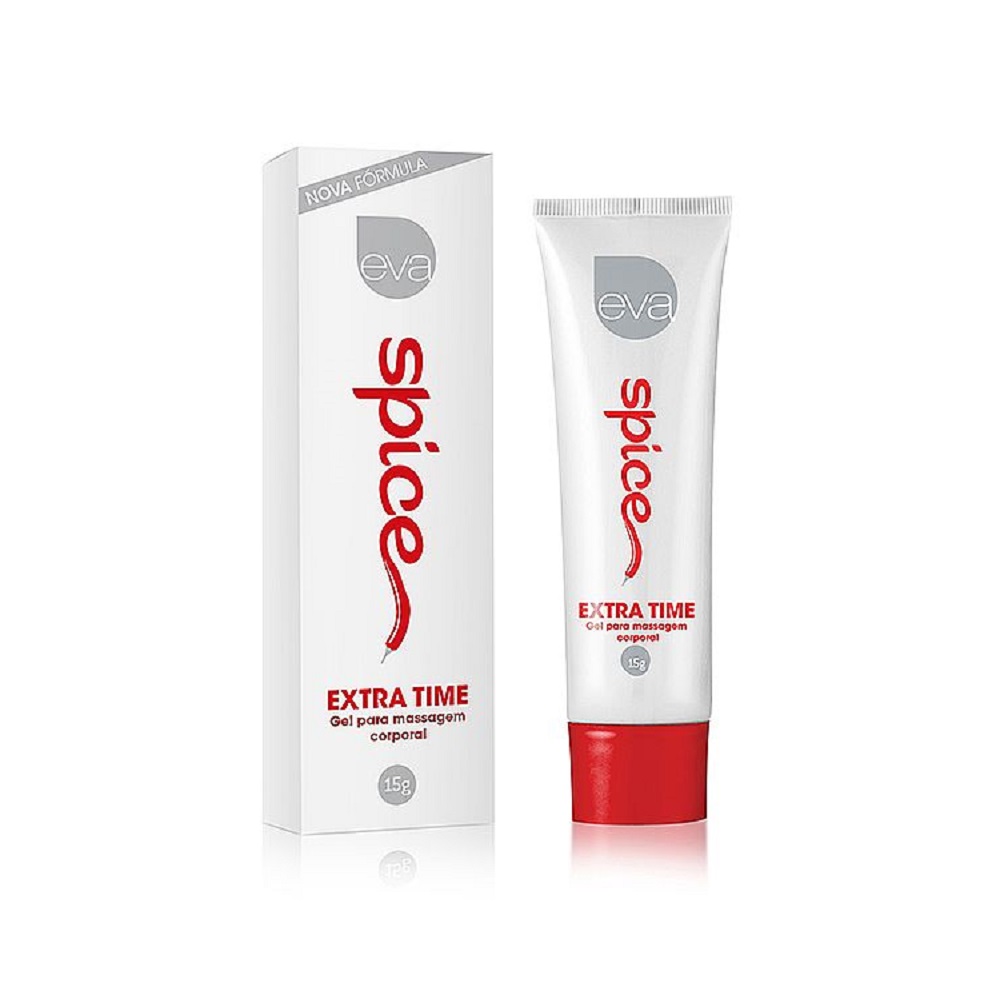 NOVA FÓRMULA
eva
spice
EXTRA TIME
Gel para massagem
corporal
15g
eva
spice
EXTRA TIME
Gel para massagem
corporal
15g